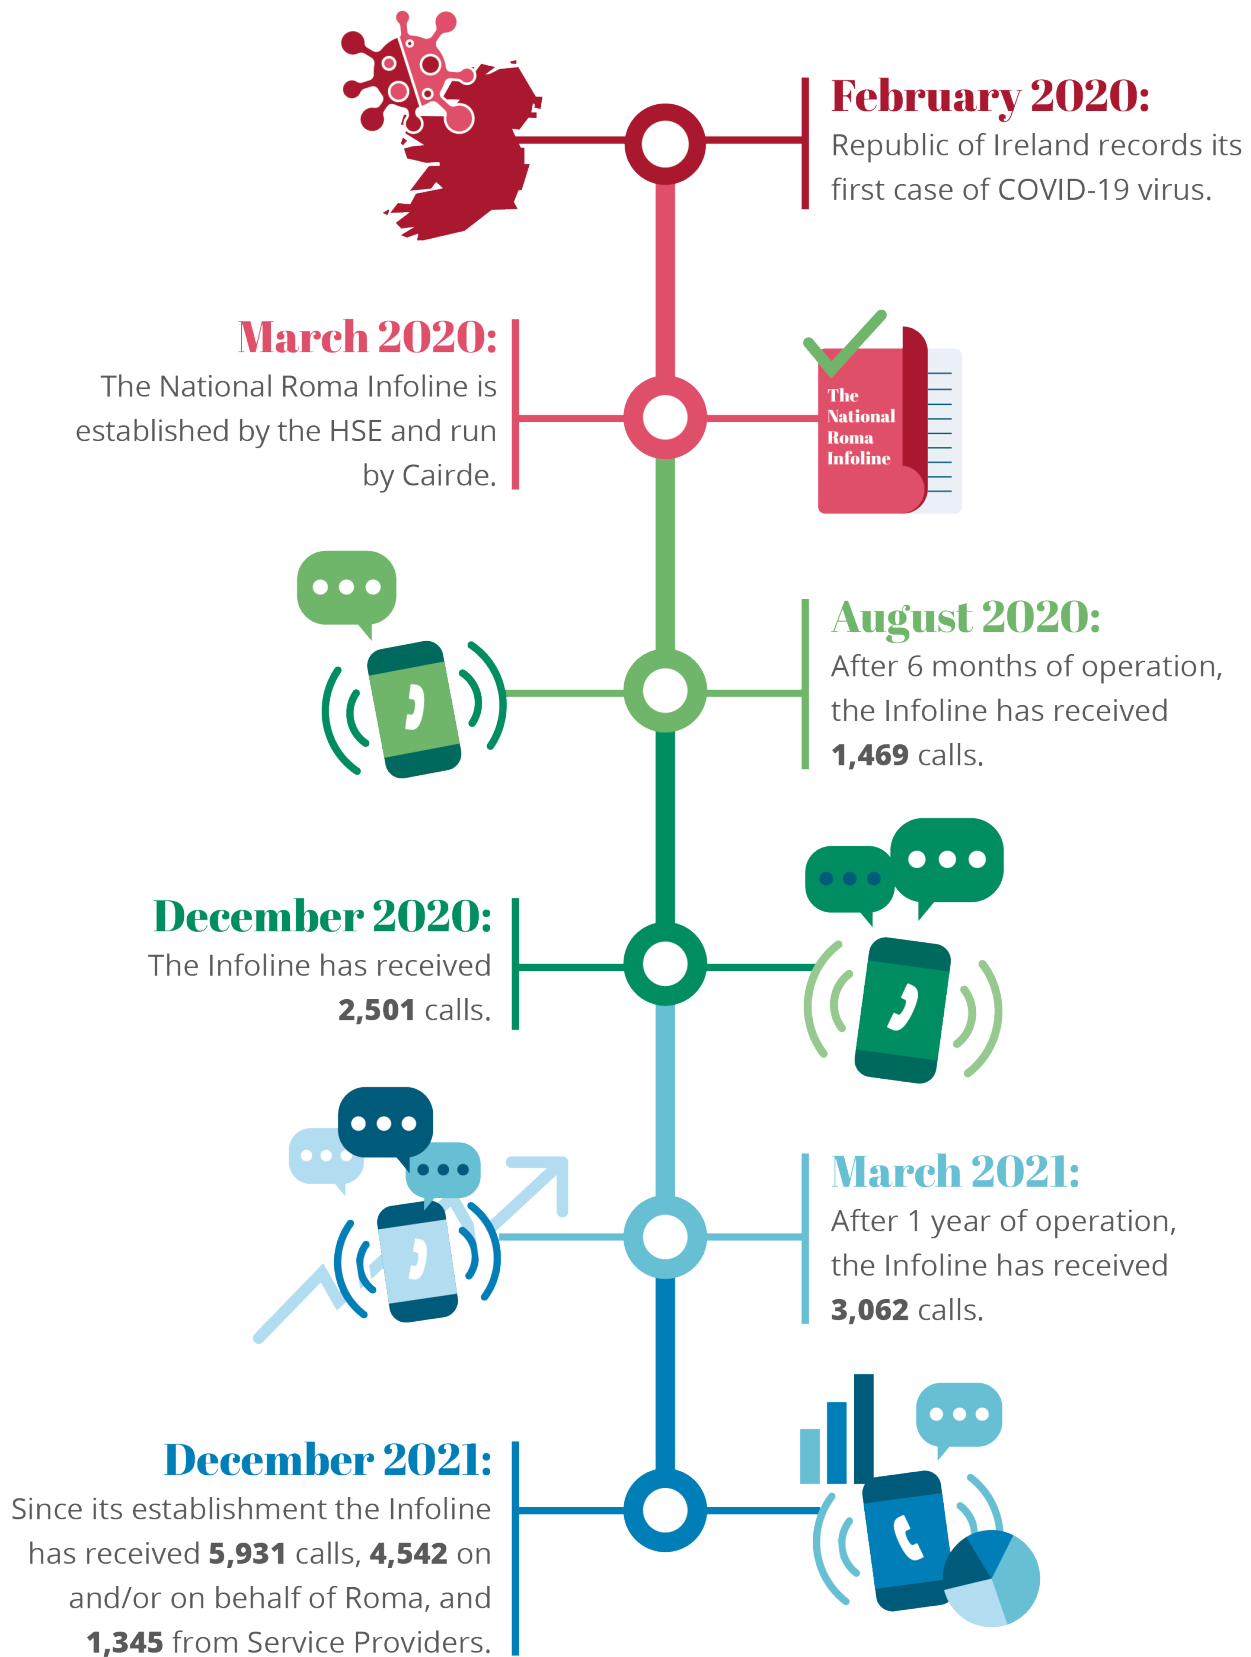 February 2020:
Republic of Ireland records its
first case of COVID-19 virus.
March 2020:
The National Roma Infoline is
established by the HSE and run
by Cairde.
The
National
Roma
Infoline
August 2020:
After 6 months of operation,
the Infoline has received
1,469 calls.
December 2020:
The Infoline has received
2,501 calls.
March 2021:
After 1 year of operation,
the Infoline has received
3,062 calls.
December 2021:
Since its establishment the Infoline
has received 5,931 calls, 4,542 on
and/or on behalf of Roma, and
1,345 from Service Providers.